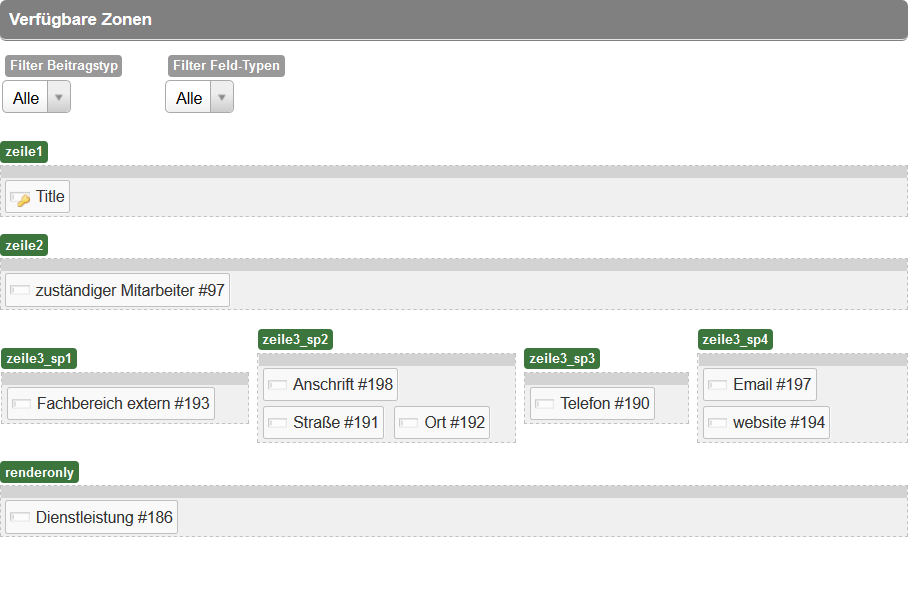 Verfügbare Zonen
Filter Beitragstyp
Filter Feld-Typen
Alle
Alle
zeile1
Title
zeile2
zuständiger Mitarbeiter #97
zeile3_sp1
Fachbereich extern #193
zeile3_sp2
Anschrift #198
Straße #191
Ort #192
zeile3_sp3
Telefon #190
zeile3_sp4
Email #197
website #194
renderonly
Dienstleistung #186